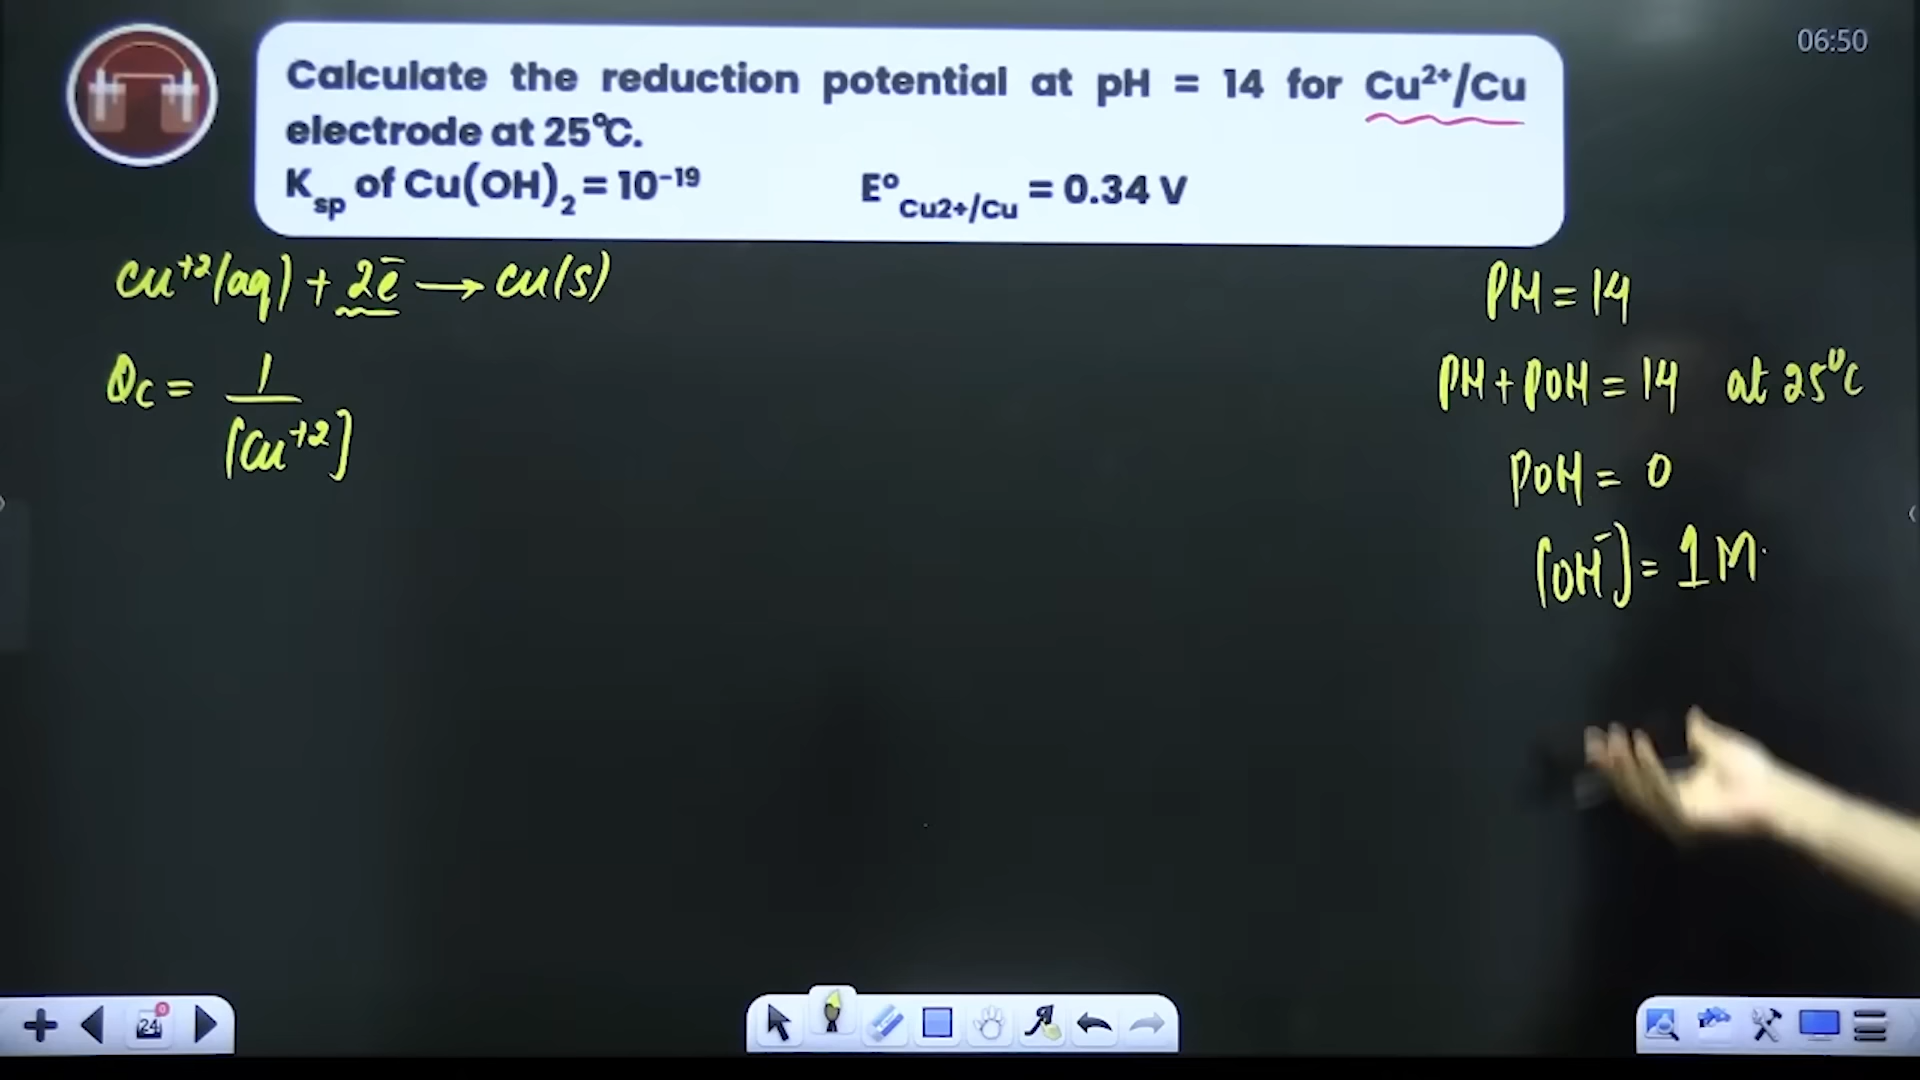 06:50
Calculate the reduction potential at pH = 14 for Cu²⁺/Cu
electrode at 25℃.
Ksp of Cu(OH)₂ = 10⁻¹⁹ E°Cu2+/Cu = 0.34 V
Cu⁺²(aq) + 2e̅ → Cu(s)
PH = 14
Qc = 1/[Cu⁺²]
PH + POH = 14 at 25°C
POH = 0
[OH⁻] = 1M.
24
0